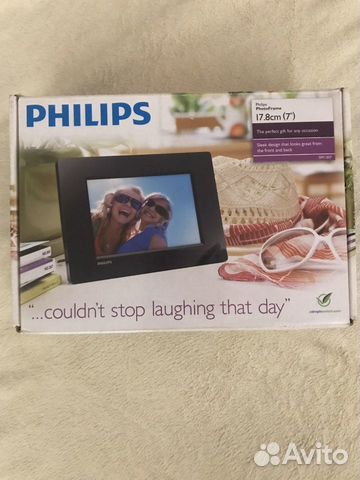 PHILIPS
Philips
PhotoFrame
17.8cm (7")
The perfect gift for any occasion
Sleek design that looks great from
the front and back
PHILIPS
"...couldn't stop laughing that day"
Avito